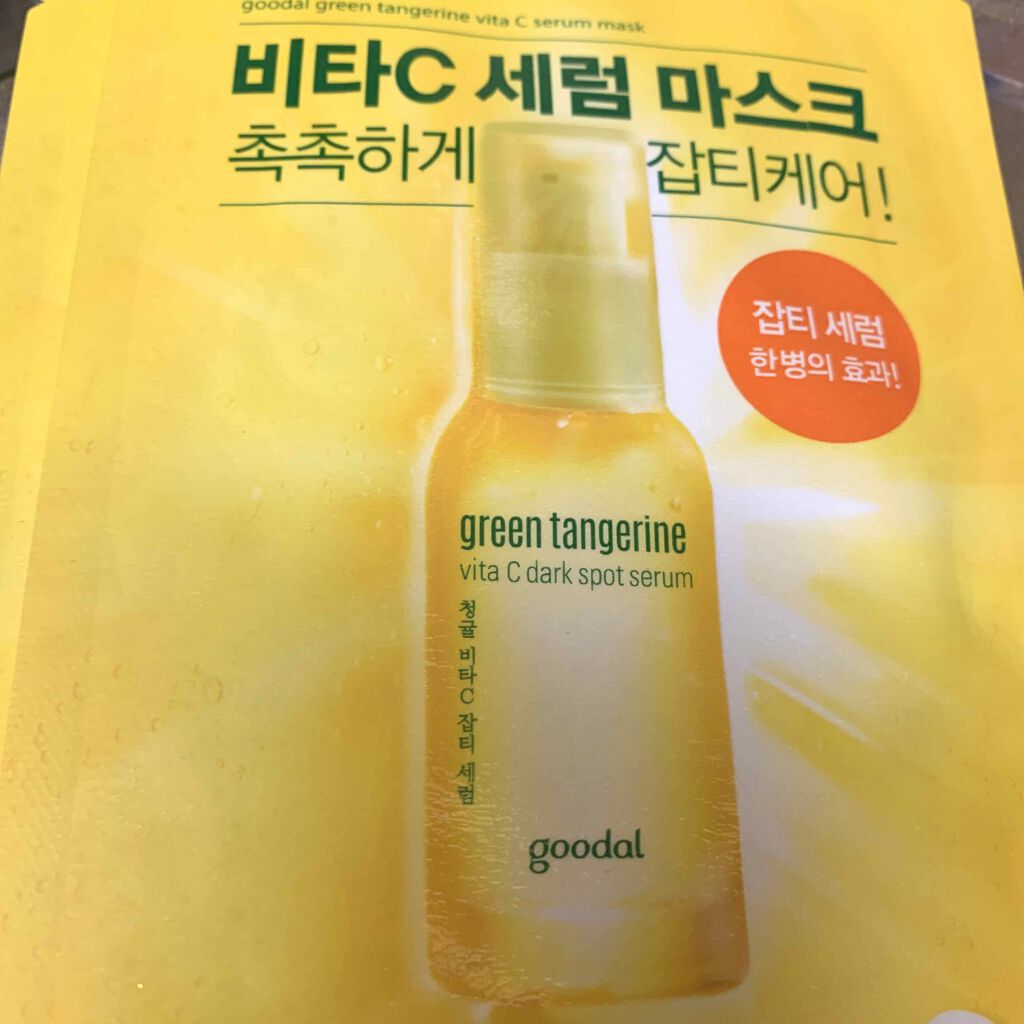 goodal green tangerine vita C serum mask
비타C 세럼 마스크
촉촉하게 잡티케어!
잡티 세럼
한병의 효과!
green tangerine
vita C dark spot serum
청귤 비타C 잡티 세럼
goodal